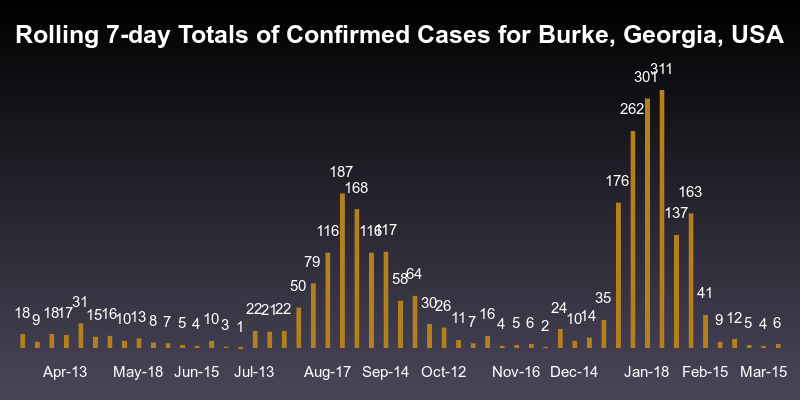 Rolling 7-day Totals of Confirmed Cases for Burke, Georgia, USA
18 9 18 17 31 15 16 10 13 8 7 5 4 10 3 1 22 21 22 50 79 116 187 168 116 117 58 64 30 26 11 7 16 4 5 6 2 24 10 14 35 176 262 301 311 137 163 41 9 12 5 4 6
Apr-13 May-18 Jun-15 Jul-13 Aug-17 Sep-14 Oct-12 Nov-16 Dec-14 Jan-18 Feb-15 Mar-15